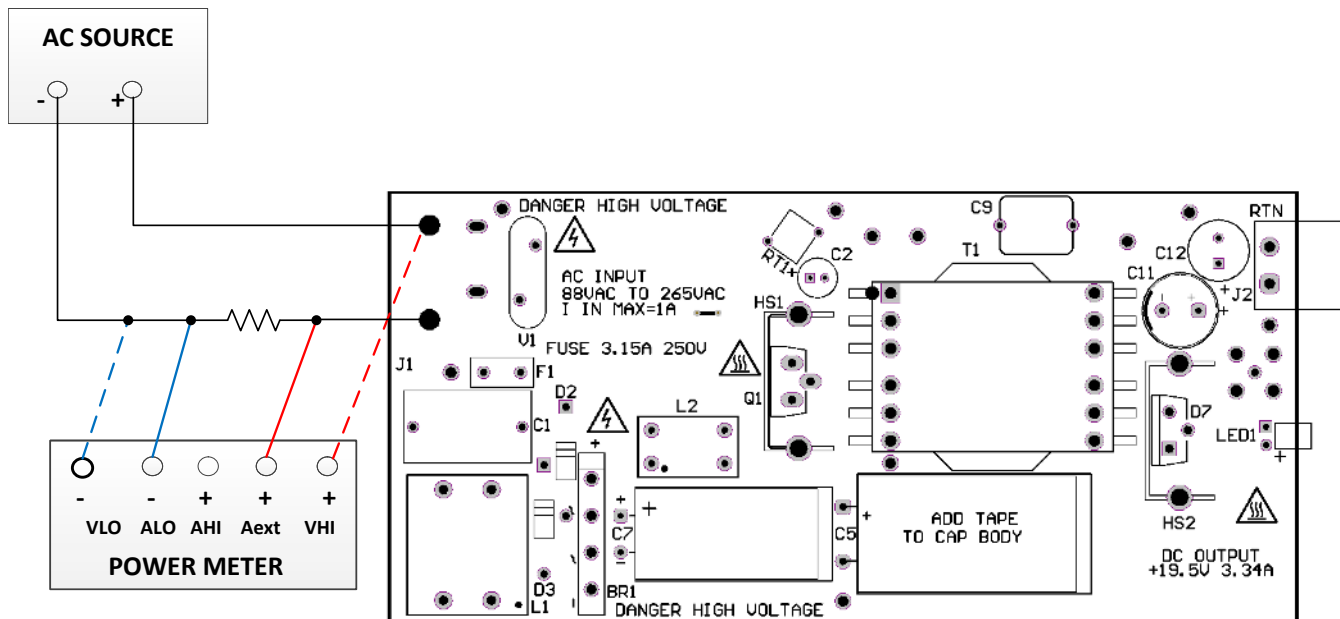 AC SOURCE
- +
DANGER HIGH VOLTAGE
C9
RTN
AC INPUT
88VAC TO 265VAC
I IN MAX=1A
RT1
C2
T1
C12
C11
+
J2
HS1
- + +
V1
FUSE 3.15A 250V
J1
F1
D2
Q1
L2
C1
D7
LED1
+
+
- - + + +
VLO ALO AHI Aext VHI
POWER METER
+ +
C7
-
+
C5
ADD TAPE
TO CAP BODY
HS2
~
~
-
D3
L1
BR1
DC OUTPUT
+19.5V 3.34A
DANGER HIGH VOLTAGE